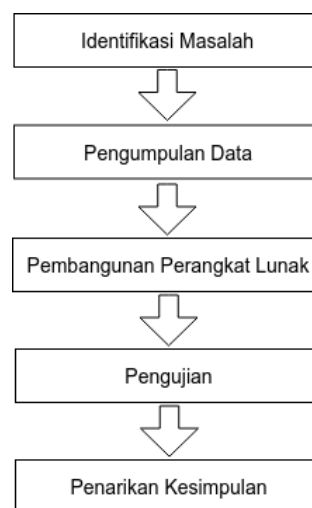 Identifikasi Masalah
Pengumpulan Data
Pembangunan Perangkat Lunak
Pengujian
Penarikan Kesimpulan